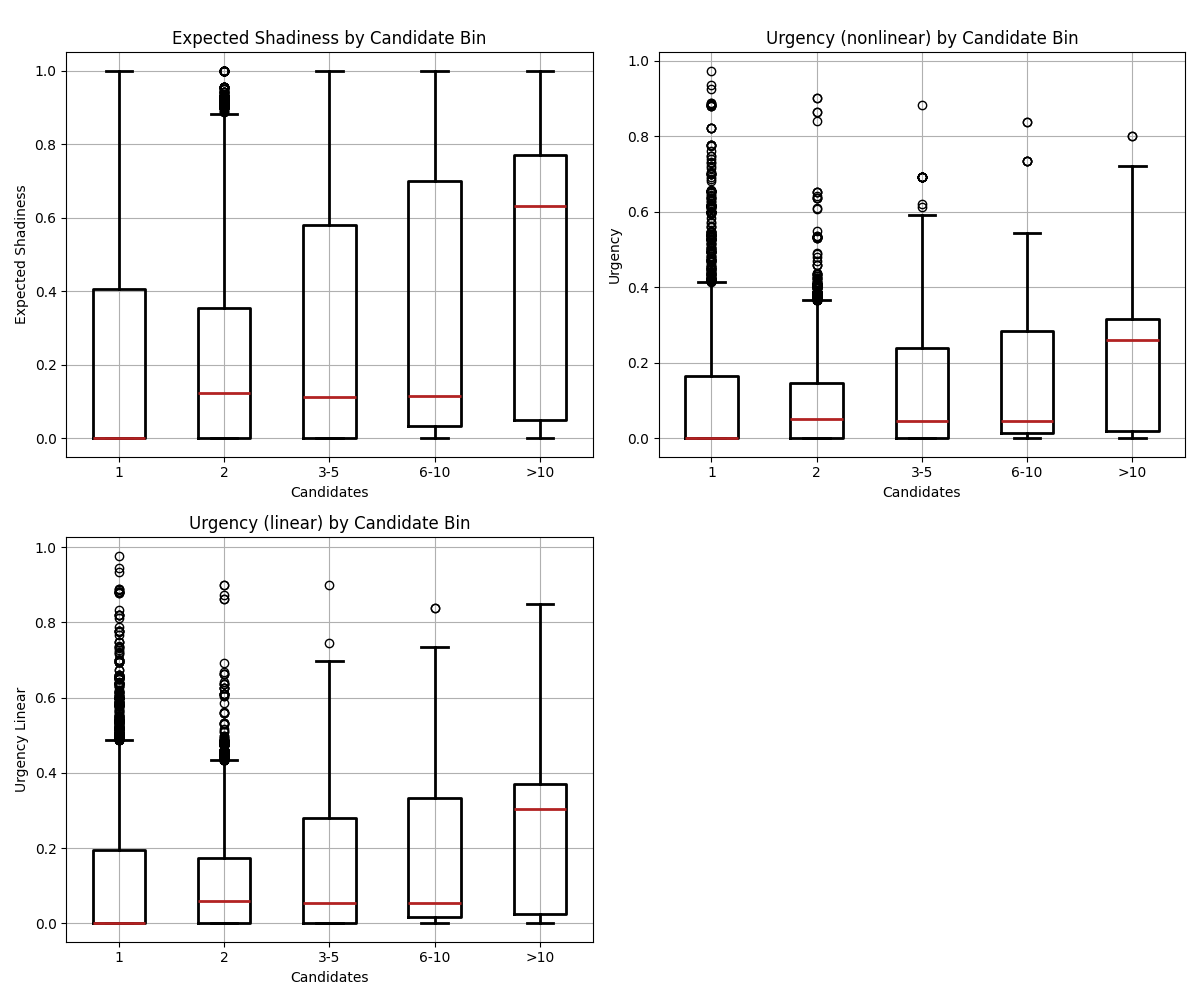 Expected Shadiness by Candidate Bin
Expected Shadiness
1.0
0.8
0.6
0.4
0.2
0.0
1 2 3-5 6-10 >10
Candidates
Urgency (nonlinear) by Candidate Bin
Urgency
1.0
0.8
0.6
0.4
0.2
0.0
1 2 3-5 6-10 >10
Candidates
Urgency (linear) by Candidate Bin
Urgency Linear
1.0
0.8
0.6
0.4
0.2
0.0
1 2 3-5 6-10 >10
Candidates